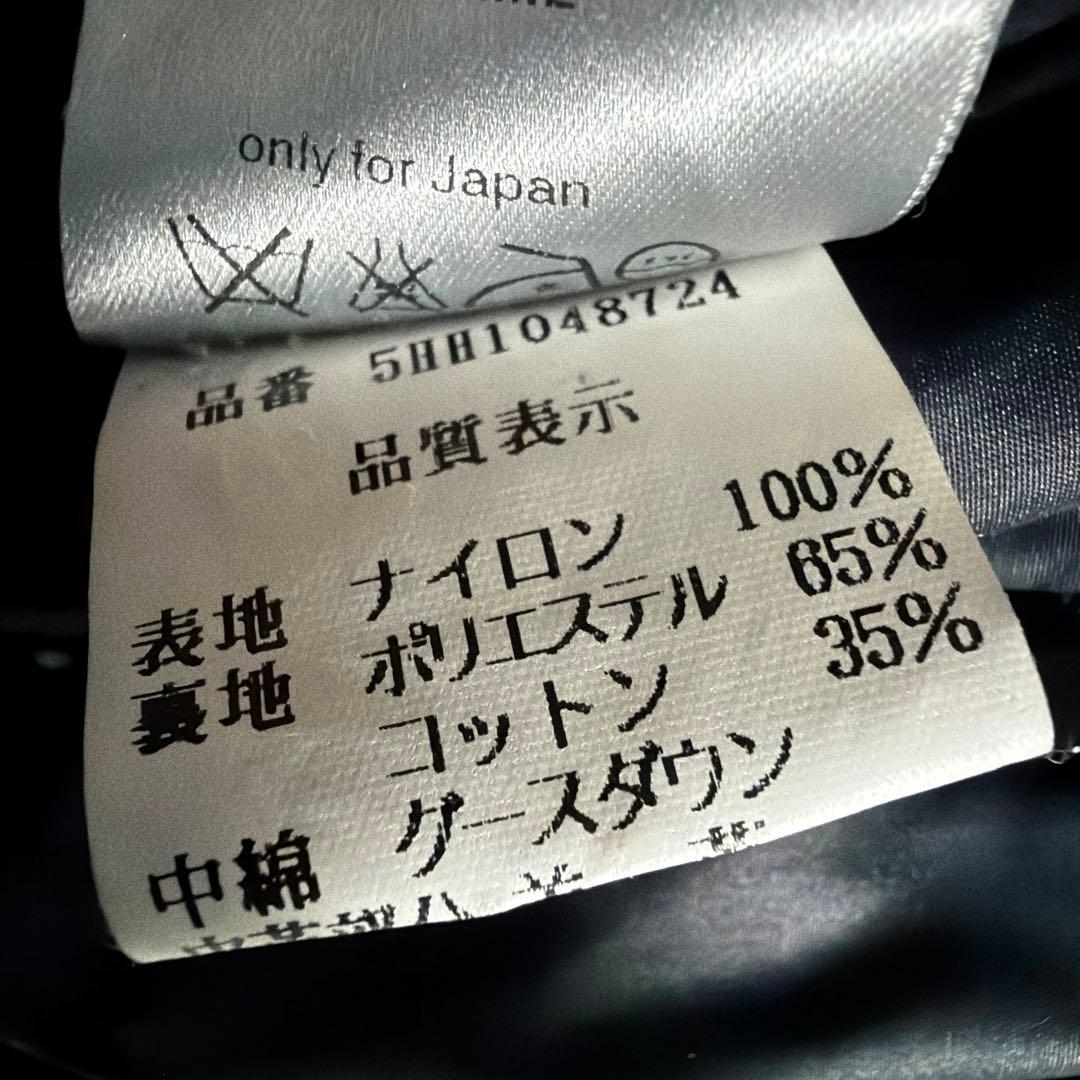 only for Japan
品番 5HH1048724
品質表示
表地 ナイロン 100%
裏地 ポリエステル 65%
コットン 35%
中綿 グースダウン